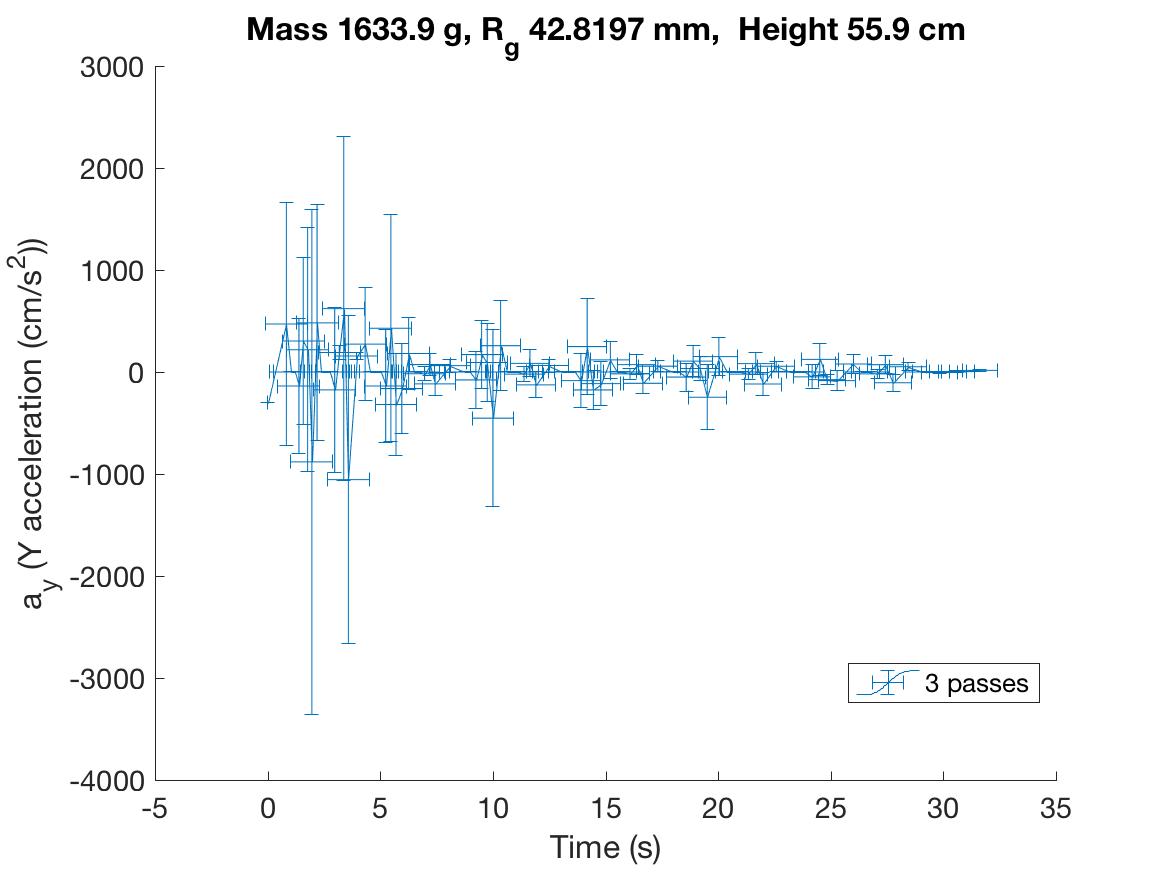 Mass 1633.9 g, Rg 42.8197 mm, Height 55.9 cm
3000
2000
1000
0
-1000
-2000
-3000
-4000
ay (Y acceleration (cm/s2))
3 passes
-5 0 5 10 15 20 25 30 35
Time (s)